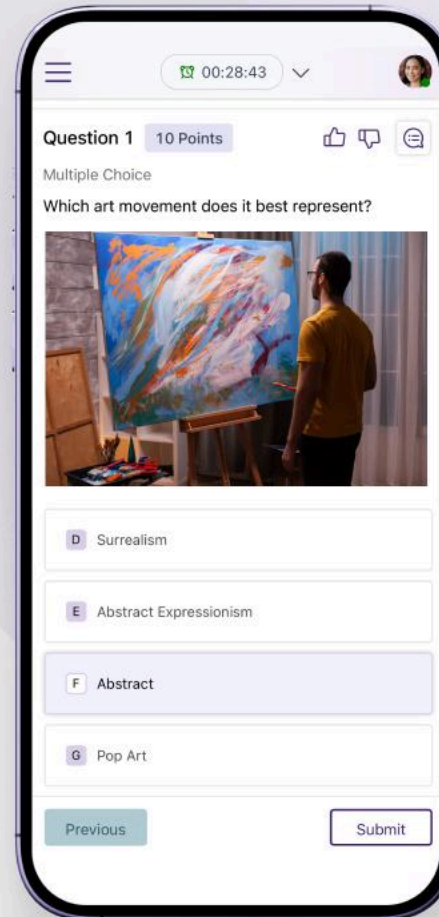 00:28:43
Question 1 10 Points
Multiple Choice
Which art movement does it best represent?
D Surrealism
E Abstract Expressionism
F Abstract
G Pop Art
Previous Submit